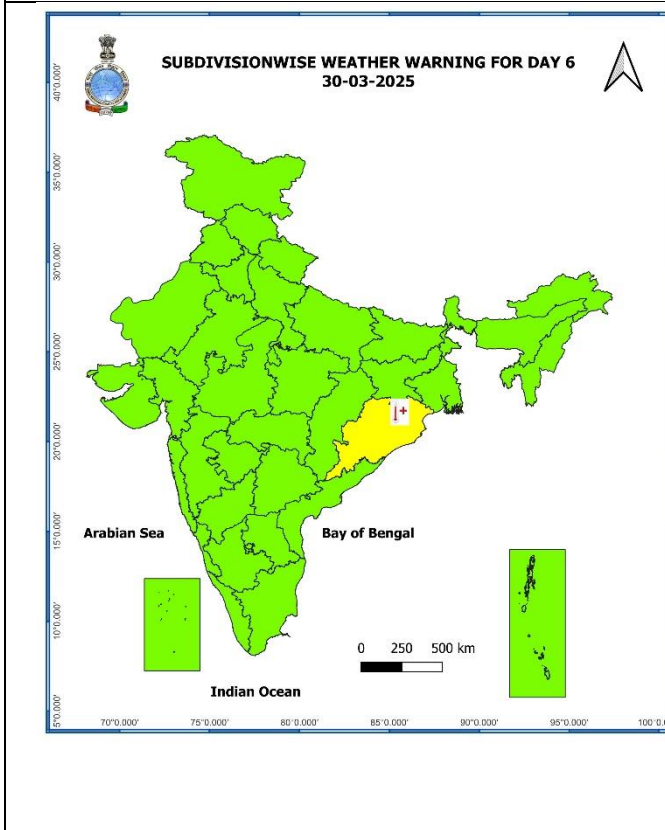 SUBDIVISIONWISE WEATHER WARNING FOR DAY 6
30-03-2025
40°0.000'
35°0.000'
30°0.000'
25°0.000'
20°0.000'
15°0.000'
10°0.000'
5°0.000'
Arabian Sea
Bay of Bengal
0 250 500 km
Indian Ocean
70°0.000' 75°0.000' 80°0.000' 85°0.000' 90°0.000' 95°0.000' 100°0.0